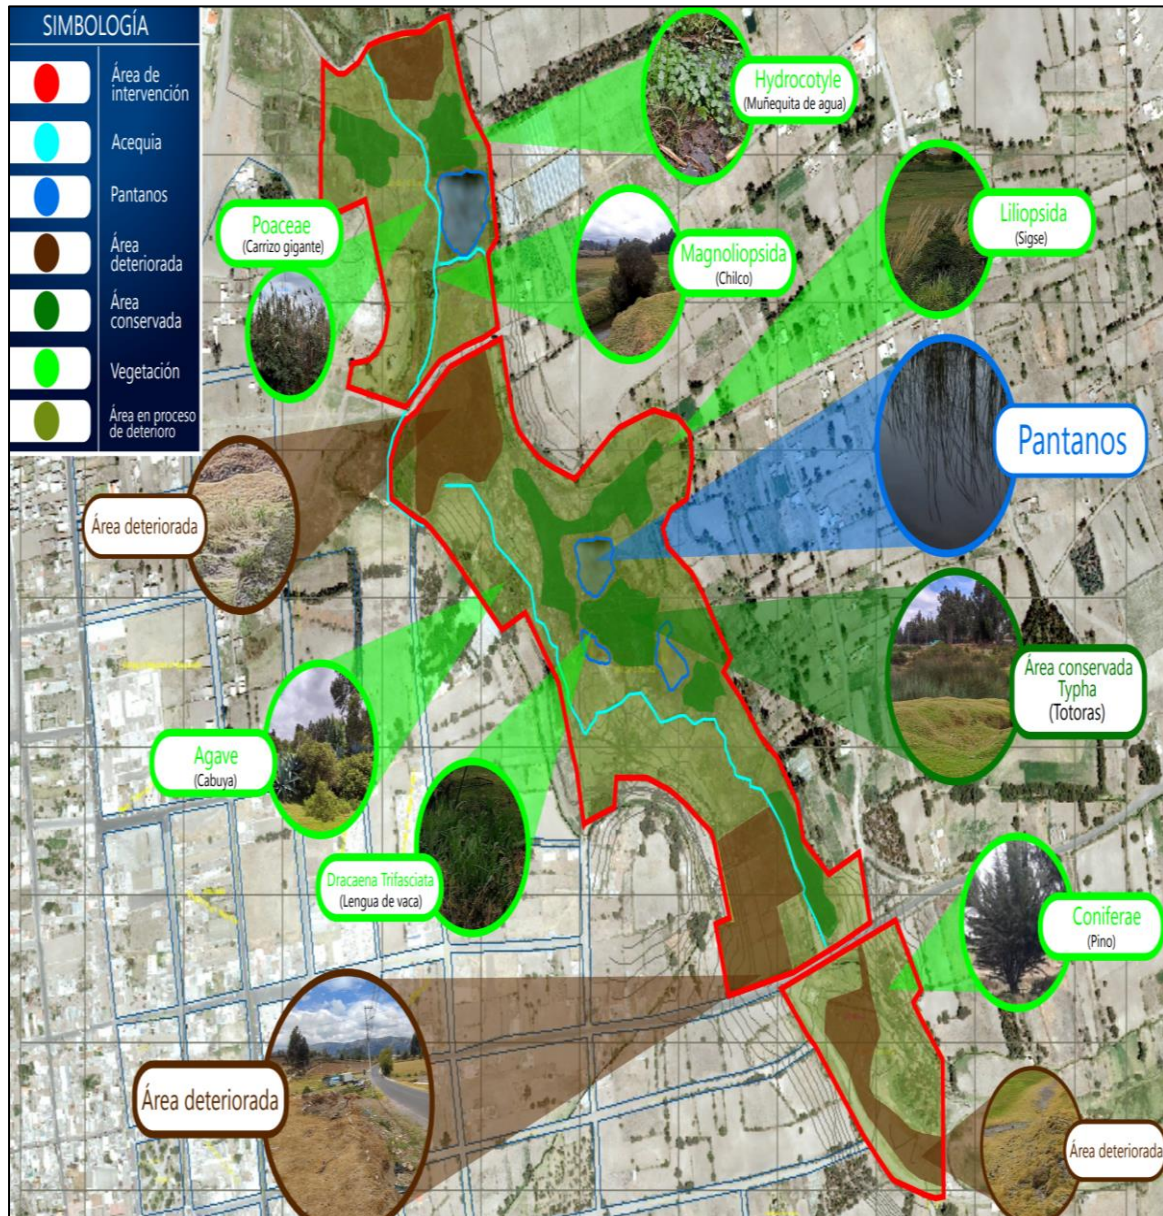 SIMBOLOGÍA
Área de
intervención
Acequia
Pantanos
Área
deteriorada
Área
conservada
Vegetación
Área en proceso
de deterioro
Hydrocotyle
(Muñequita de agua)
Poaceae
(Carrizo gigante)
Magnoliopsida
(Chilco)
Liliopsida
(Sigse)
Pantanos
Área deteriorada
Área conservada
Typha
(Totoras)
Agave
(Cabuya)
Dracaena Trifasciata
(Lengua de vaca)
Coniferae
(Pino)
Área deteriorada
Área deteriorada